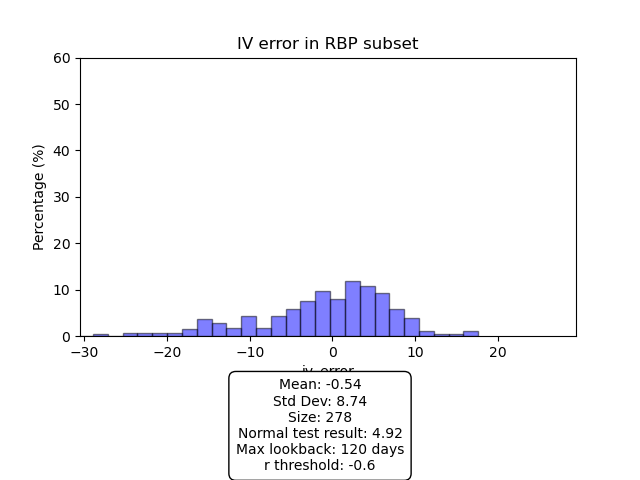 IV error in RBP subset
Percentage (%)
60
50
40
30
20
10
0
−30
−20
−10
0
10
20
iv_error
Mean: -0.54
Std Dev: 8.74
Size: 278
Normal test result: 4.92
Max lookback: 120 days
r threshold: -0.6